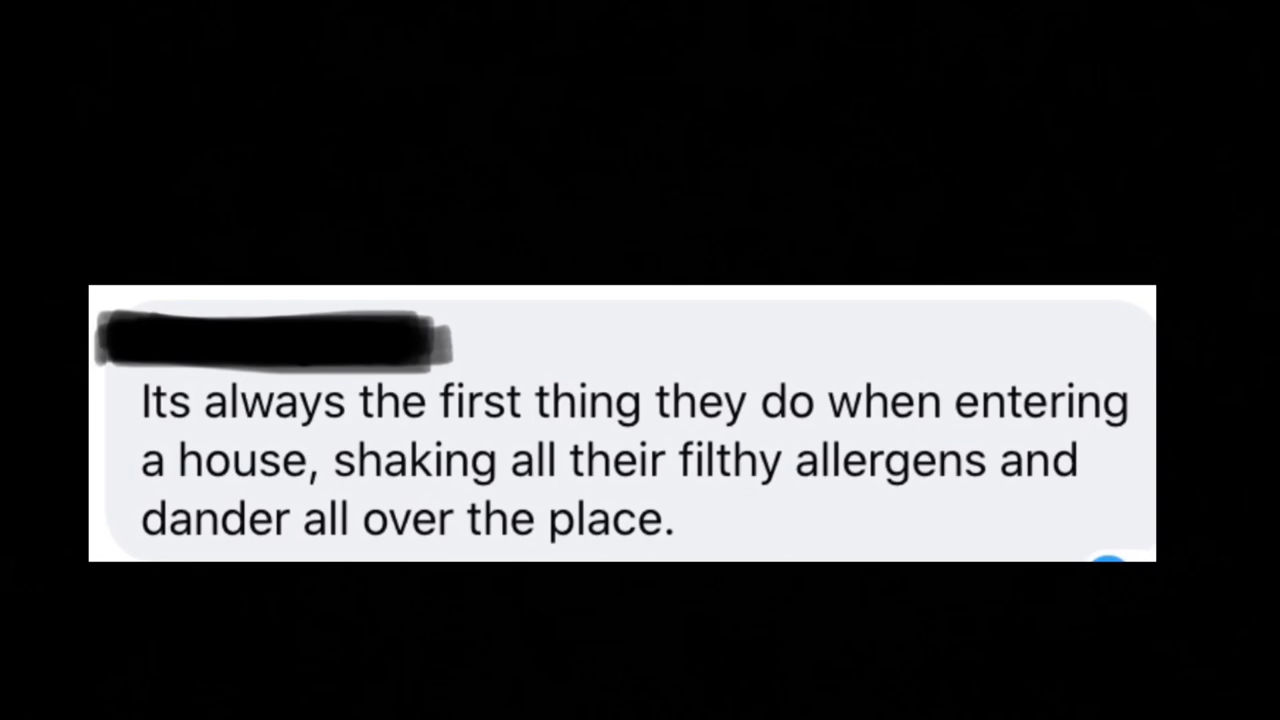 Its always the first thing they do when entering
a house, shaking all their filthy allergens and
dander all over the place.